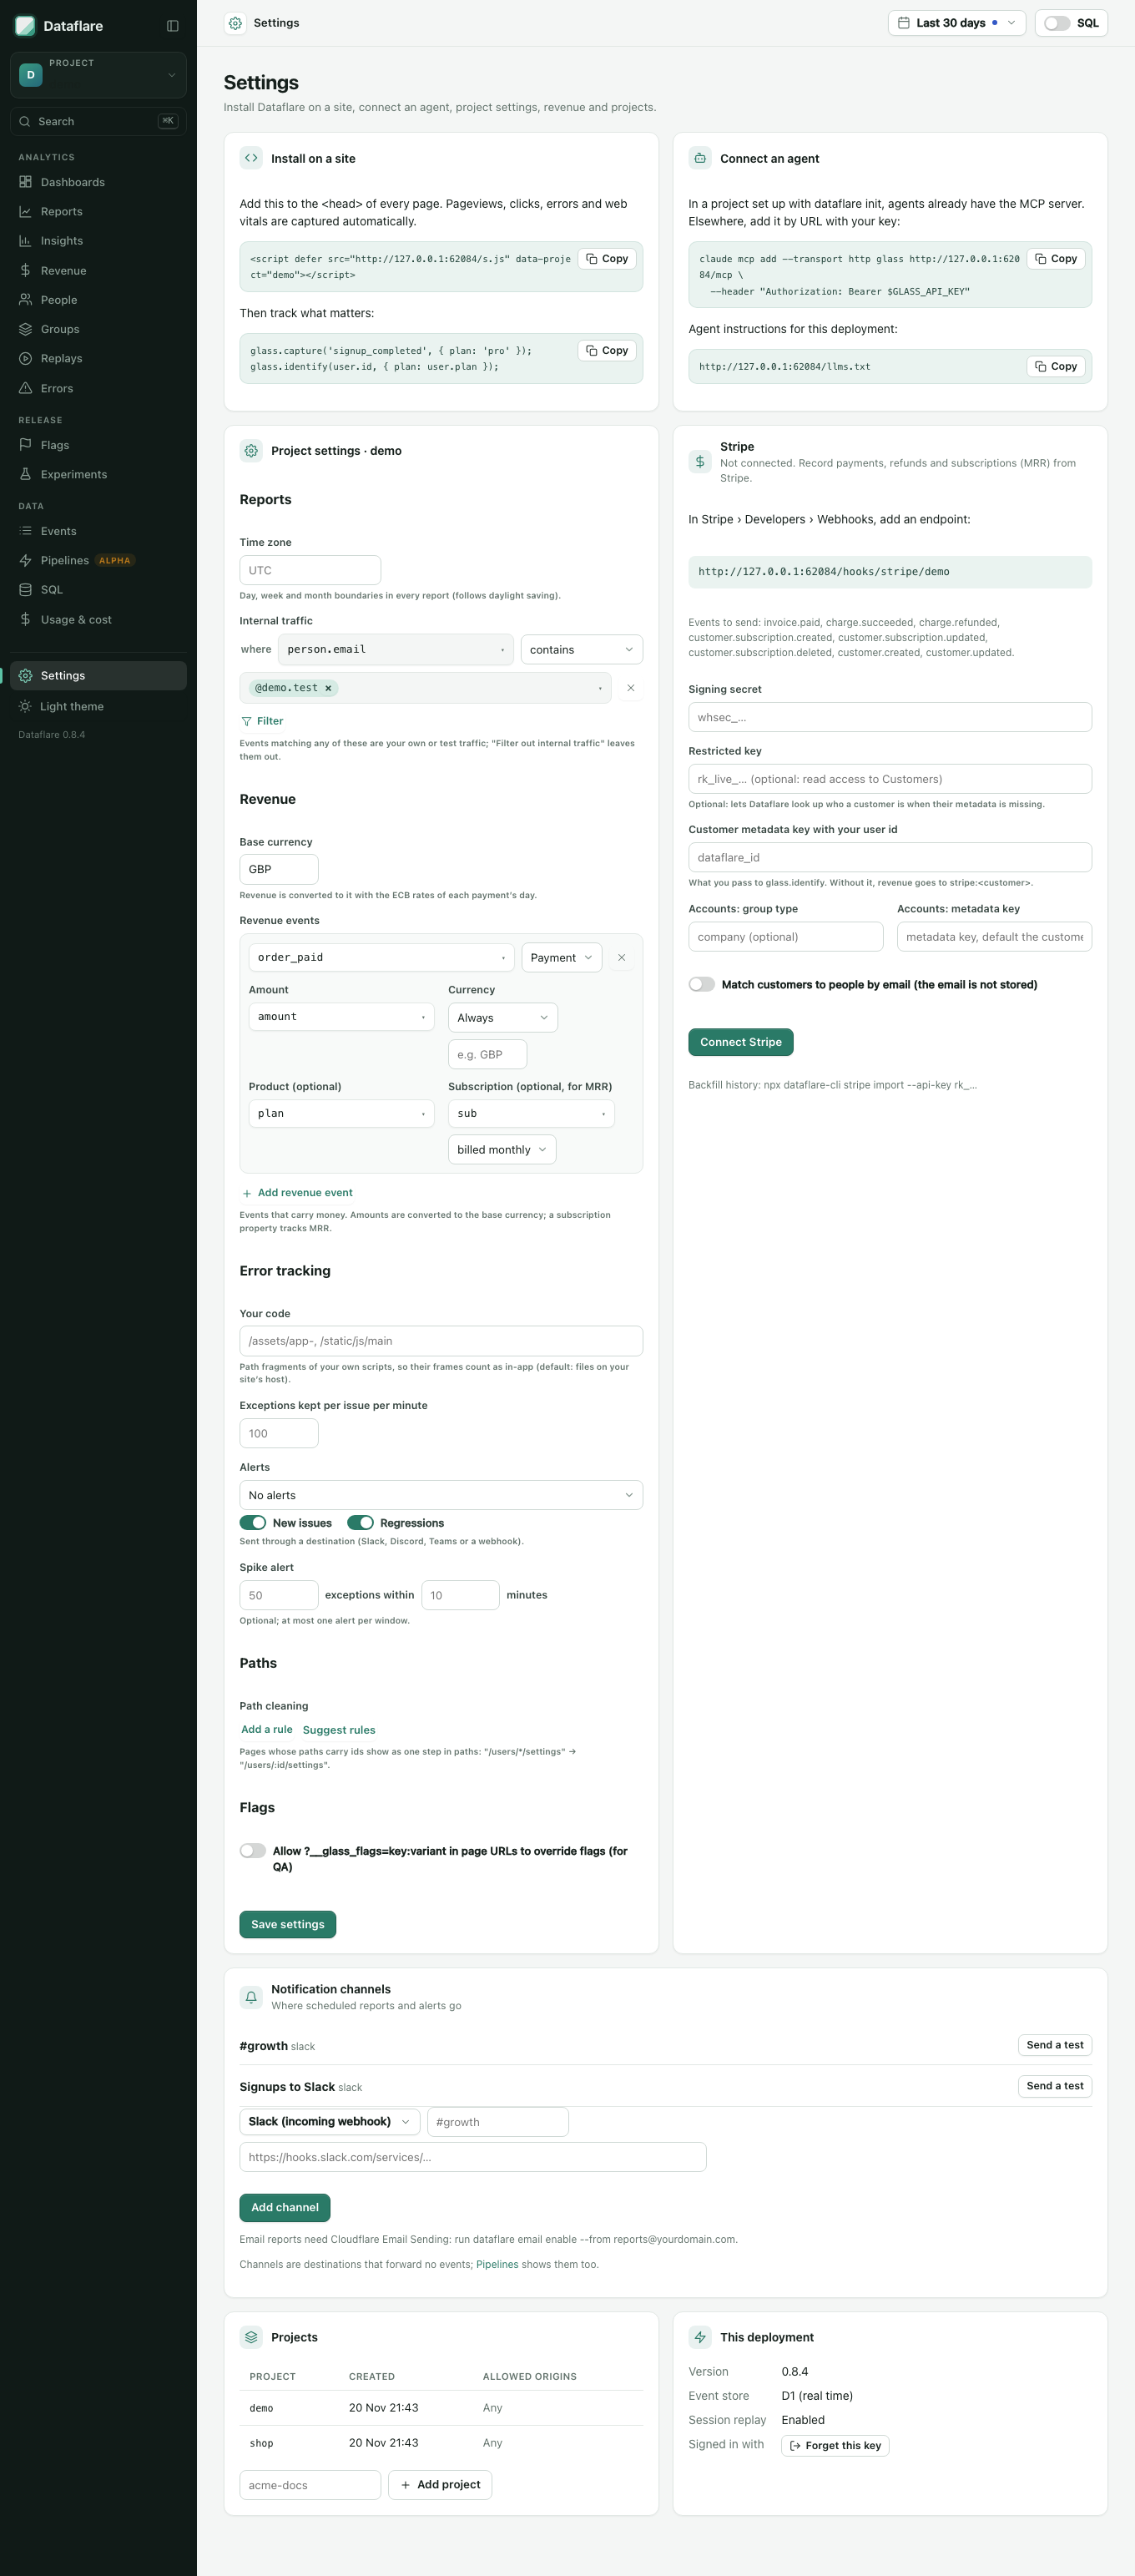 Dataflare
PROJECT
D
Search
⌘K
ANALYTICS
Dashboards
Reports
Insights
Revenue
People
Groups
Replays
Errors
RELEASE
Flags
Experiments
DATA
Events
Pipelines ALPHA
SQL
Usage & cost
Settings
Light theme
Dataflare 0.8.4
Settings
Last 30 days
SQL
Settings
Install Dataflare on a site, connect an agent, project settings, revenue and projects.
Install on a site
Add this to the <head> of every page. Pageviews, clicks, errors and web
vitals are captured automatically.
<script defer src="http://127.0.0.1:62084/s.js" data-proje
ct="demo"></script>
Copy
Then track what matters:
glass.capture('signup_completed', { plan: 'pro' });
glass.identify(user.id, { plan: user.plan });
Copy
Connect an agent
In a project set up with dataflare init, agents already have the MCP server.
Elsewhere, add it by URL with your key:
claude mcp add --transport http glass http://127.0.0.1:620
84/mcp \
--header "Authorization: Bearer $GLASS_API_KEY"
Copy
Agent instructions for this deployment:
http://127.0.0.1:62084/llms.txt
Copy
Project settings · demo
Reports
Time zone
UTC
Day, week and month boundaries in every report (follows daylight saving).
Internal traffic
where person.email contains
@demo.test ×
Filter
Events matching any of these are your own or test traffic; "Filter out internal traffic" leaves
them out.
Revenue
Base currency
GBP
Revenue is converted to it with the ECB rates of each payment's day.
Revenue events
order_paid
Payment
Amount
Currency
amount
Always
e.g. GBP
Product (optional)
Subscription (optional, for MRR)
plan
sub
billed monthly
Add revenue event
Events that carry money. Amounts are converted to the base currency; a subscription
property tracks MRR.
Error tracking
Your code
/assets/app-, /static/js/main
Path fragments of your own scripts, so their frames count as in-app (default: files on your
site's host).
Exceptions kept per issue per minute
100
Alerts
No alerts
New issues
Regressions
Sent through a destination (Slack, Discord, Teams or a webhook).
Spike alert
50 exceptions within 10 minutes
Optional; at most one alert per window.
Paths
Path cleaning
Add a rule
Suggest rules
Pages whose paths carry ids show as one step in paths: "/users/*/settings" →
"/users/:id/settings".
Flags
Allow ?__glass_flags=key:variant in page URLs to override flags (for
QA)
Save settings
Stripe
Not connected. Record payments, refunds and subscriptions (MRR) from
Stripe.
In Stripe › Developers › Webhooks, add an endpoint:
http://127.0.0.1:62084/hooks/stripe/demo
Events to send: invoice.paid, charge.succeeded, charge.refunded,
customer.subscription.created, customer.subscription.updated,
customer.subscription.deleted, customer.created, customer.updated.
Signing secret
whsec_…
Restricted key
rk_live_… (optional: read access to Customers)
Optional: lets Dataflare look up who a customer is when their metadata is missing.
Customer metadata key with your user id
dataflare_id
What you pass to glass.identify. Without it, revenue goes to stripe:<customer>.
Accounts: group type
Accounts: metadata key
company (optional)
metadata key, default the custome
Match customers to people by email (the email is not stored)
Connect Stripe
Backfill history: npx dataflare-cli stripe import --api-key rk_…
Notification channels
Where scheduled reports and alerts go
#growth slack
Send a test
Signups to Slack slack
Send a test
Slack (incoming webhook)
#growth
https://hooks.slack.com/services/…
Add channel
Email reports need Cloudflare Email Sending: run dataflare email enable --from reports@yourdomain.com.
Channels are destinations that forward no events; Pipelines shows them too.
Projects
PROJECT CREATED ALLOWED ORIGINS
demo 20 Nov 21:43 Any
shop 20 Nov 21:43 Any
acme-docs
Add project
This deployment
Version 0.8.4
Event store D1 (real time)
Session replay Enabled
Signed in with Forget this key